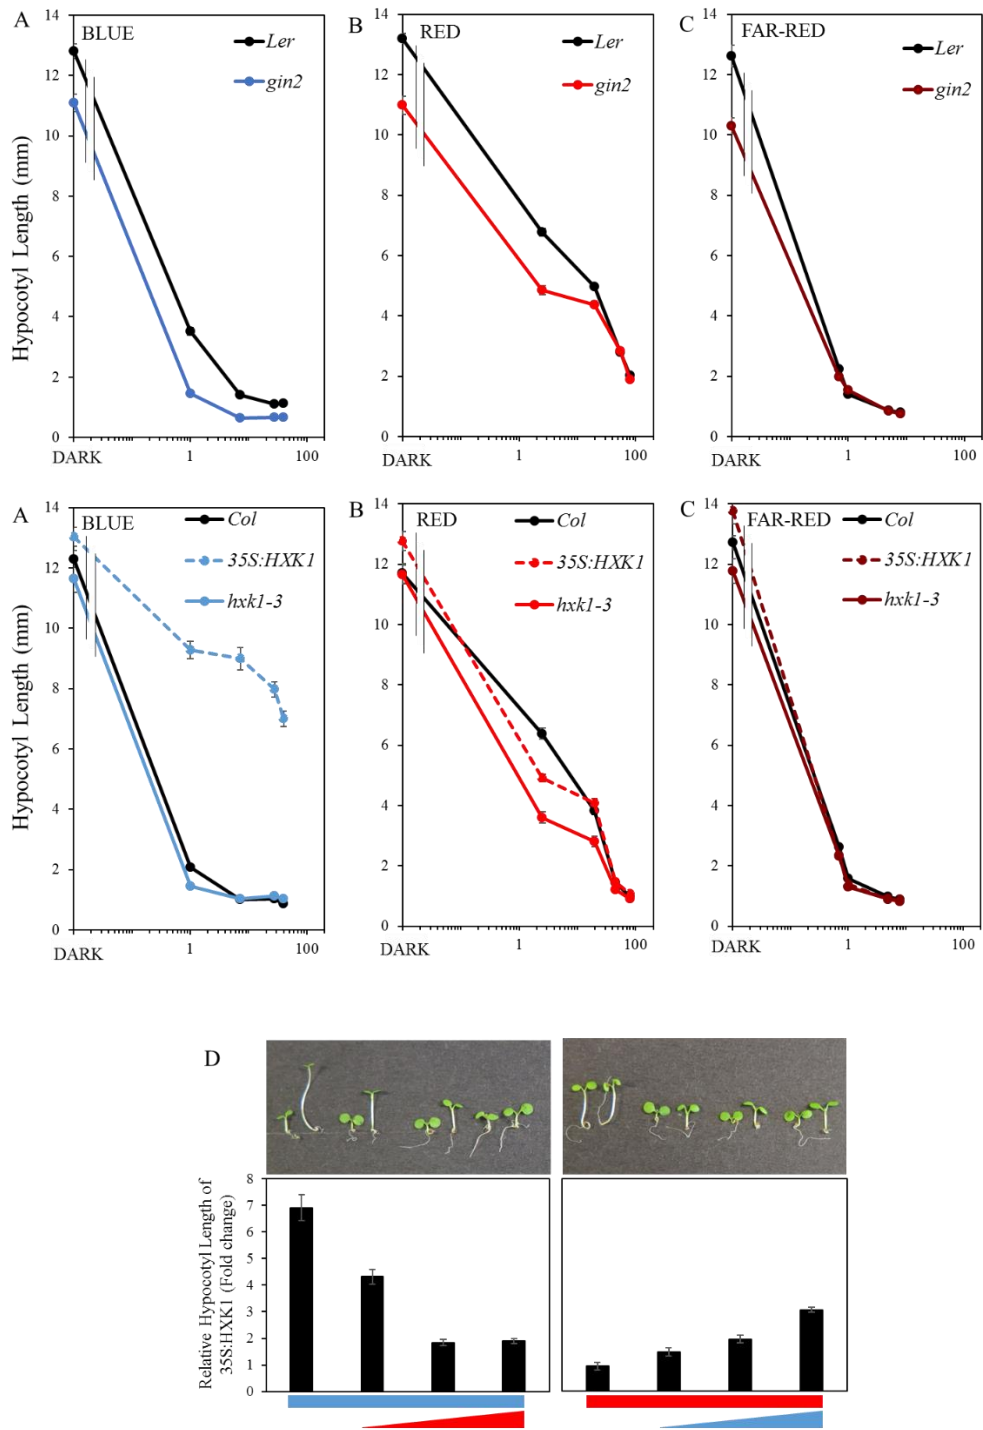 A
BLUE
Ler
gin2
14
12
10
8
6
4
2
0
DARK
1
100
Hypocotyl Length (mm)
B
RED
Ler
gin2
14
12
10
8
6
4
2
0
DARK
1
100
C
FAR-RED
Ler
gin2
14
12
10
8
6
4
2
0
DARK
1
100
A
BLUE
Col
35S:HXK1
hxk1-3
14
12
10
8
6
4
2
0
DARK
1
100
Hypocotyl Length (mm)
B
RED
Col
35S:HXK1
hxk1-3
14
12
10
8
6
4
2
0
DARK
1
100
C
FAR-RED
Col
35S:HXK1
hxk1-3
14
12
10
8
6
4
2
0
DARK
1
100
D
Relative Hypocotyl Length of
35S:HXK1 (Fold change)
8
7
6
5
4
3
2
1
0